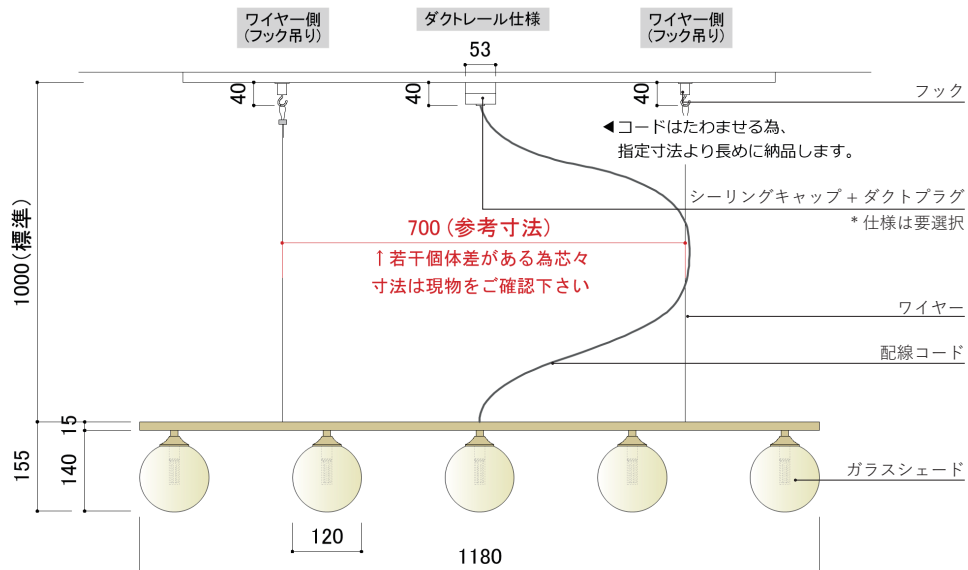 ワイヤー側
(フック吊り)
ダクトレール仕様
ワイヤー側
(フック吊り)
53
40
40
40
フック
◀コードはたわませる為、
指定寸法より長めに納品します。
シーリングキャップ + ダクトプラグ
* 仕様は要選択
1000(標準)
700(参考寸法)
↑若干個体差がある為芯々
寸法は現物をご確認下さい
ワイヤー
配線コード
15
155
140
ガラスシェード
120
1180